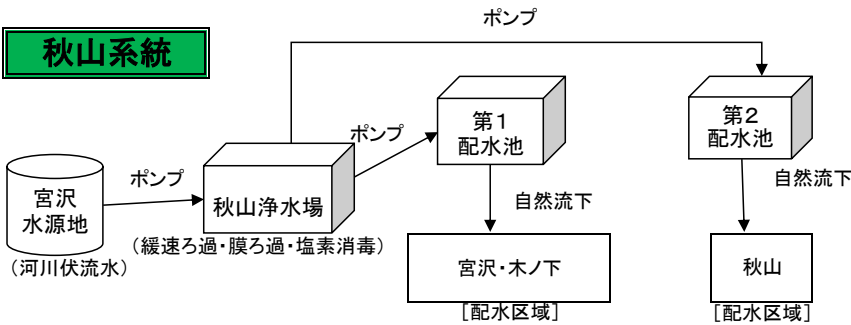 秋山系統
ポンプ
第1
配水池
第2
配水池
ポンプ
ポンプ
宮沢
水源地
秋山浄水場
自然流下
自然流下
(河川伏流水)
(緩速ろ過・膜ろ過・塩素消毒)
宮沢・木ノ下
秋山
[配水区域]
[配水区域]